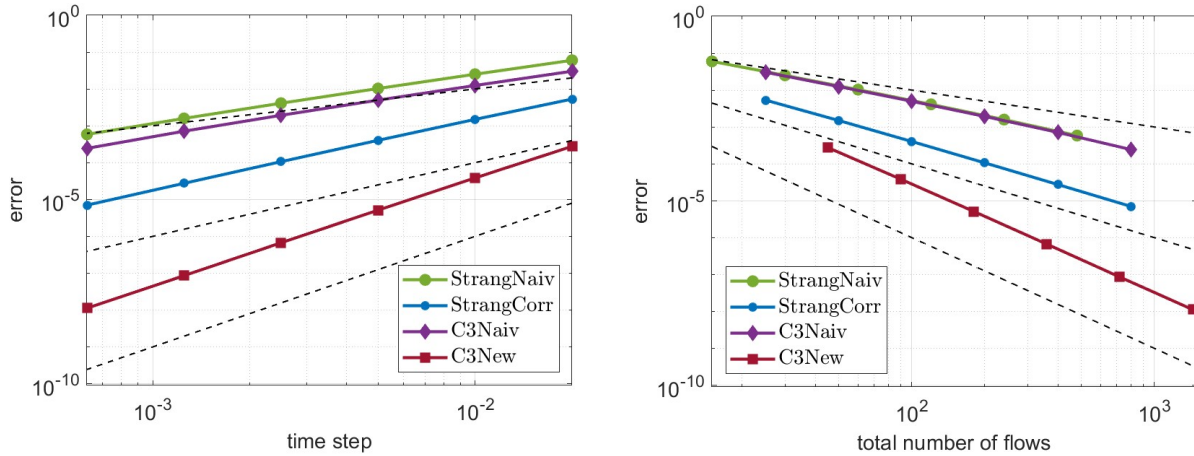 10^0
10^-5
10^-10
error
10^-3
10^-2
time step
StrangNaiv
StrangCorr
C3Naiv
C3New
10^0
10^-5
10^-10
error
10^2
10^3
total number of flows
StrangNaiv
StrangCorr
C3Naiv
C3New